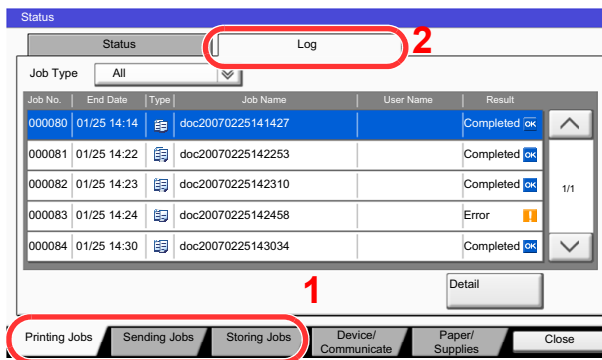 Status
Status
Log
2
Job Type
All
Job No. End Date Type Job Name User Name Result
000080 01/25 14:14 doc20070225141427 Completed OK
000081 01/25 14:22 doc20070225142253 Completed OK
000082 01/25 14:23 doc20070225142310 Completed OK
1/1
000083 01/25 14:24 doc20070225142458 Error !
000084 01/25 14:30 doc20070225143034 Completed OK
1
Detail
Printing Jobs
Sending Jobs
Storing Jobs
Device/
Communicate
Paper/
Supplies
Close